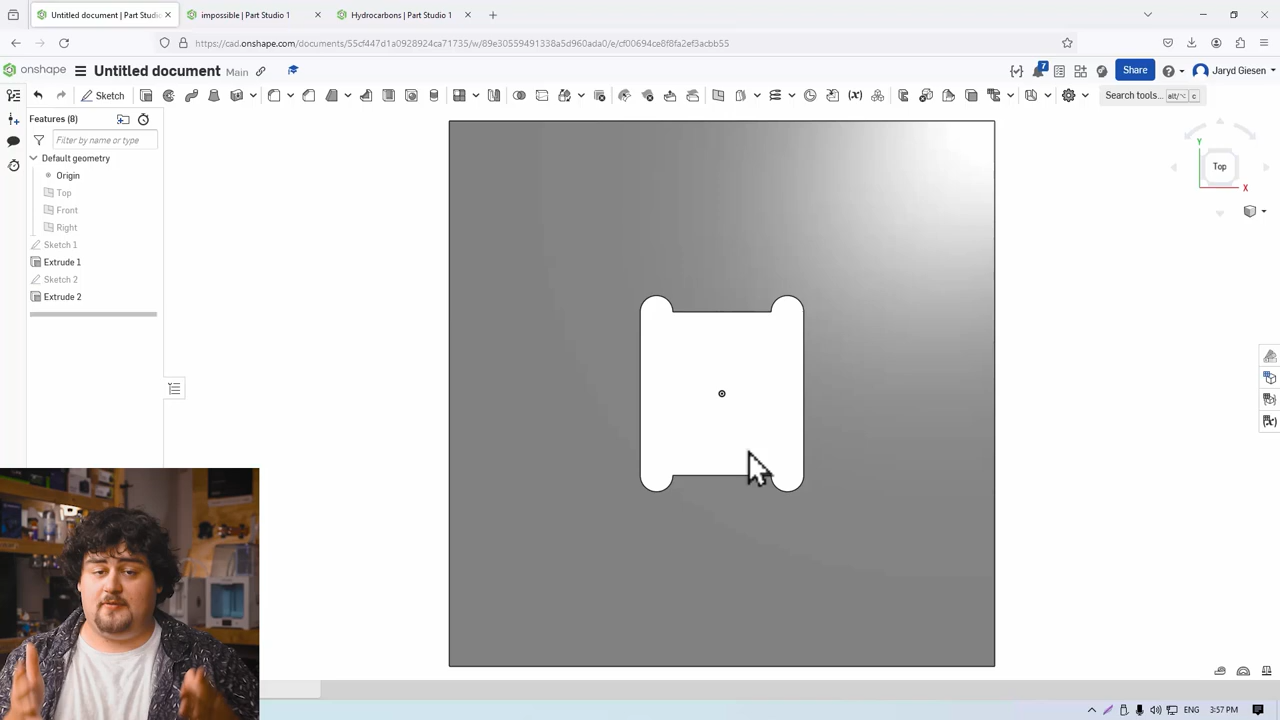 Untitled document | Part Studio
impossible | Part Studio 1
Hydrocarbons | Part Studio 1
https://cad.onshape.com/documents/55cf447d1a0928924ca71735/w/89e30559491338a5d960ada0/e/cf00694ce8f8fa2ef3acbb55
onshape
Untitled document
Main
7
Share
Jaryd Giesen
Sketch
Search tools...
alt/⌥
c
Features (8)
Filter by name or type
Default geometry
Origin
Top
Front
Right
Sketch 1
Extrude 1
Sketch 2
Extrude 2
Y
Top
X
ENG
3:57 PM